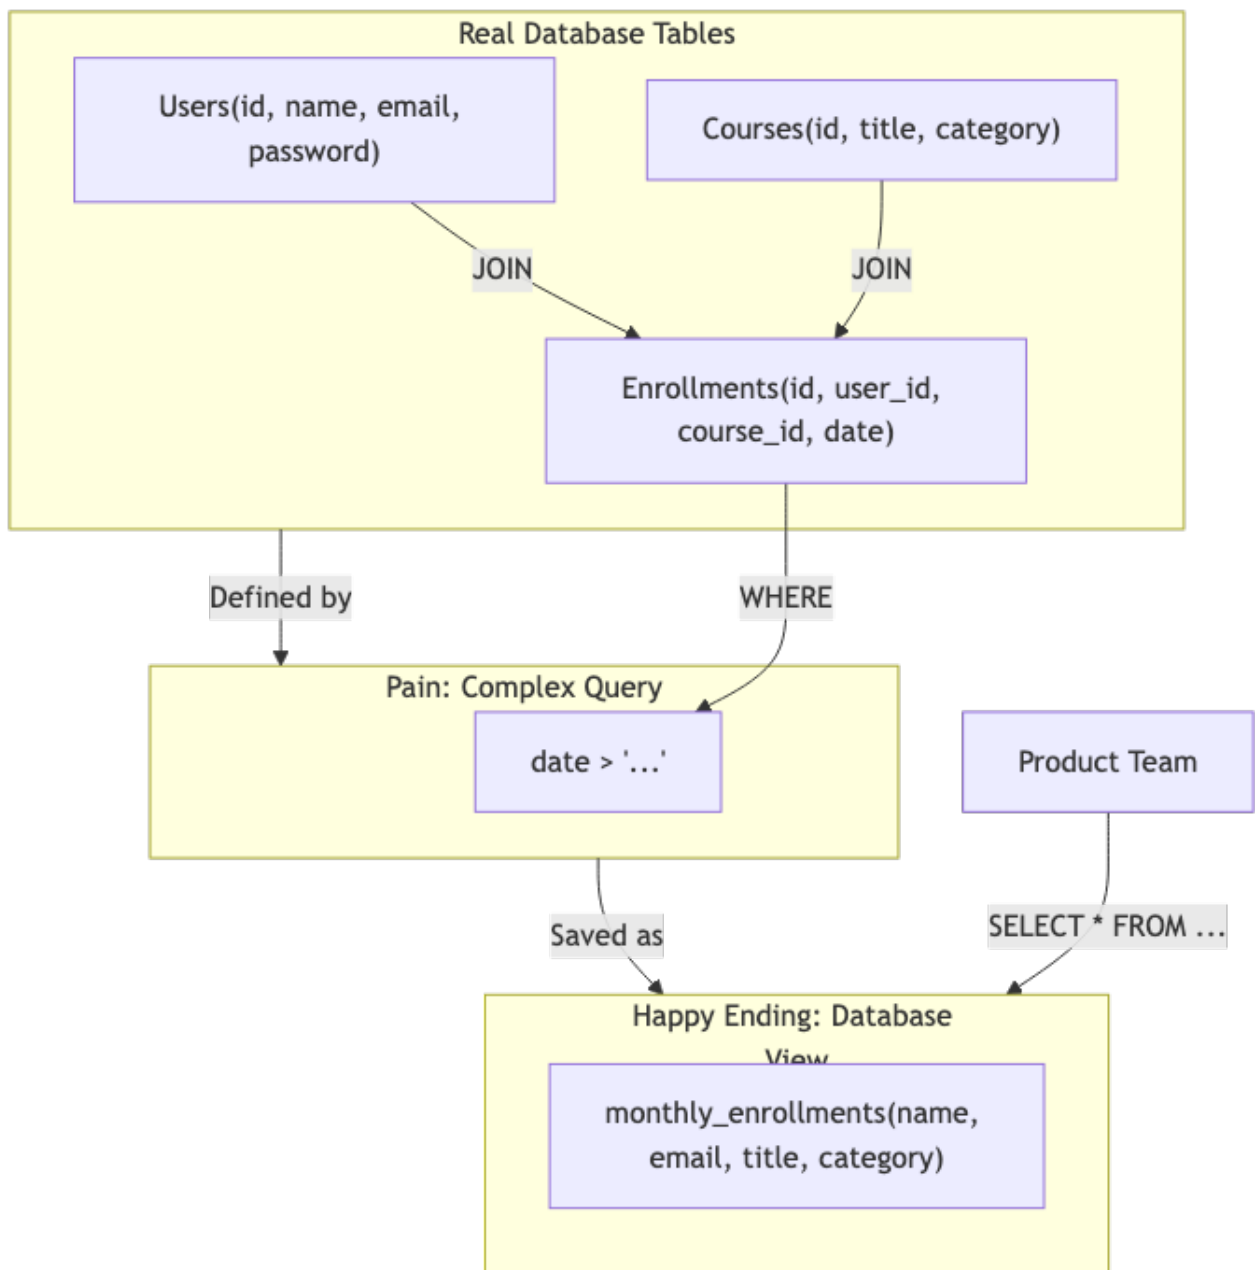 Real Database Tables
Users(id, name, email,
password)
Courses(id, title, category)
JOIN
JOIN
Enrollments(id, user_id,
course_id, date)
Defined by
WHERE
Pain: Complex Query
date > '...'
Product Team
Saved as
SELECT * FROM ...
Happy Ending: Database
View
monthly_enrollments(name,
email, title, category)